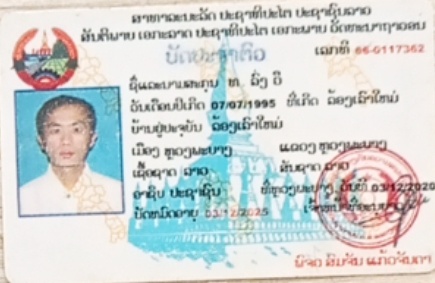 ສາທາລະນະລັດ ປະຊາທິປະໄຕ ປະຊາຊົນລາວ
ສັນຕິພາບ ເອກະລາດ ປະຊາທິປະໄຕ ເອກະພາບ ວັດທະນາຖາວອນ
ບັດປະຈຳຕົວ
ເລກທີ 66-0117362
ຊື່ແລະນາມສະກຸນ ທ. ລົ່ງ ວື
ວັນເດືອນປີເກີດ 07/07/1995 ທີ່ເກີດ ລ້ອງເລົ່າໃຫມ່
ບ້ານຢູ່ປະຈຸບັນ ລ້ອງເລົ່າໃຫມ່
ເມືອງ ຫຼວງພະບາງ ແຂວງ ຫຼວງພະບາງ
ເຊື້ອຊາດ ລາວ ສັນຊາດ ລາວ
ອາຊີບ ປະຊາຊົນ ທີ່ຫຼວງພະບາງ, ວັນທີ 03/12/2020
ບັດຫມົດອາຍຸ 03/12/2025
ພັຈຕ ສົມຈັນ ແກ້ວຈັນດາ